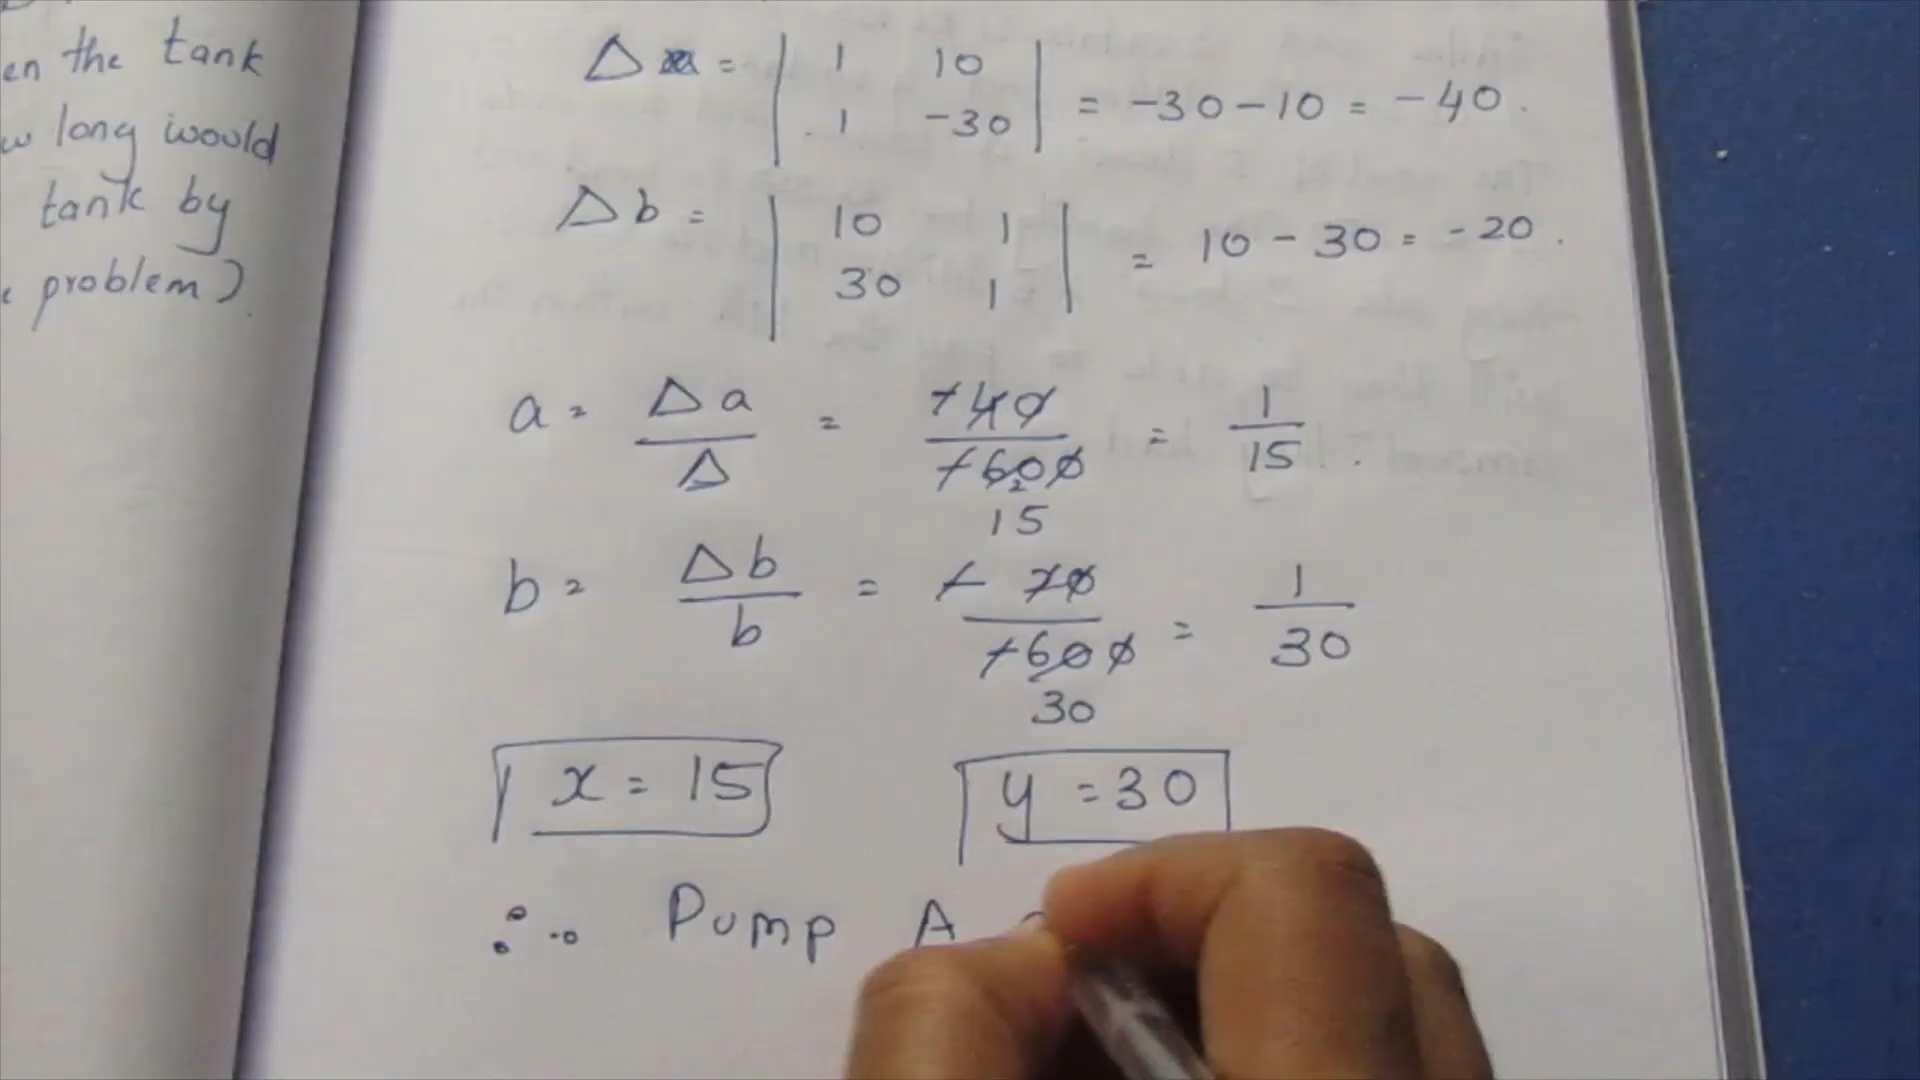 en the tank
long would
tank by
problem)
Δ = | 1 10 | = -30 - 10 = -40.
| 1 -30 |
Δb = | 10 1 | = 10 - 30 = -20.
| 30 1 |
a = Δa / Δ = -40 / -600 = 1 / 15.
15
b = Δb / b = - 20 / -600 = 1 / 30
30
x = 15 y = 30
∴ Pump A